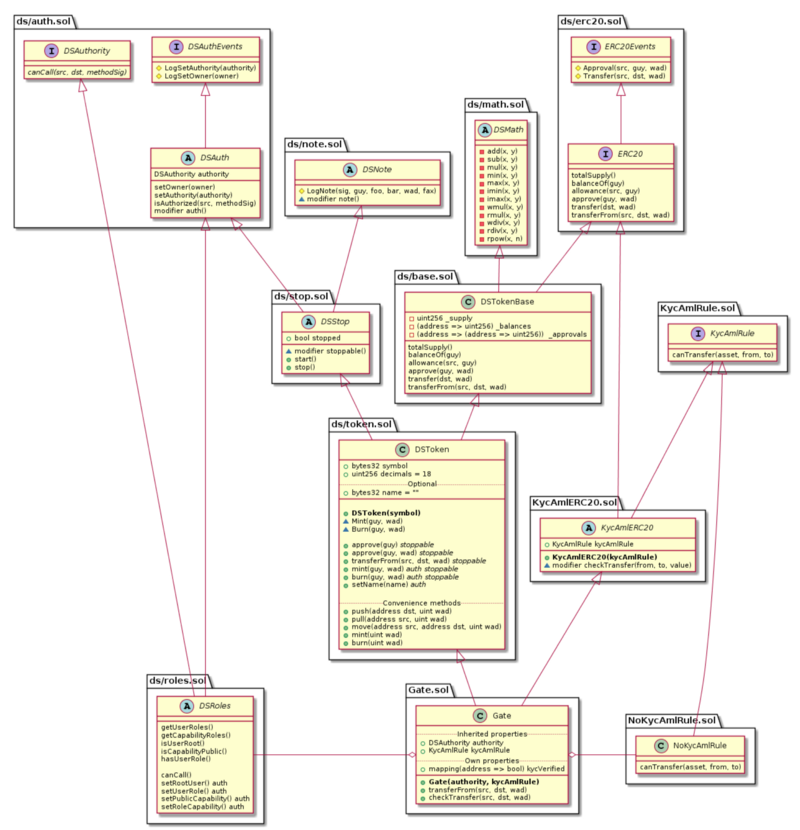 ds/auth.sol
I DSAuthority
canCall(src, dst, methodSig)
I DSAuthEvents
LogSetAuthority(authority)
LogSetOwner(owner)
A DSAuth
DSAuthority authority
setOwner(owner)
setAuthority(authority)
isAuthorized(src, methodSig)
modifier auth()
ds/note.sol
A DSNote
LogNote(sig, guy, foo, bar, wad, fax)
modifier note()
ds/math.sol
A DSMath
add(x, y)
sub(x, y)
mul(x, y)
min(x, y)
max(x, y)
imin(x, y)
imax(x, y)
wmul(x, y)
rmul(x, y)
wdiv(x, y)
rdiv(x, y)
rpow(x, n)
ds/erc20.sol
I ERC20Events
Approval(src, guy, wad)
Transfer(src, dst, wad)
I ERC20
totalSupply()
balanceOf(guy)
allowance(src, guy)
approve(guy, wad)
transfer(dst, wad)
transferFrom(src, dst, wad)
ds/stop.sol
A DSStop
bool stopped
modifier stoppable()
start()
stop()
ds/base.sol
C DSTokenBase
uint256 _supply
(address => uint256) _balances
(address => (address => uint256)) _approvals
totalSupply()
balanceOf(guy)
allowance(src, guy)
approve(guy, wad)
transfer(dst, wad)
transferFrom(src, dst, wad)
KycAmlRule.sol
I KycAmlRule
canTransfer(asset, from, to)
ds/token.sol
C DSToken
bytes32 symbol
uint256 decimals = 18
Optional
bytes32 name = ""
DSToken(symbol)
Mint(guy, wad)
Burn(guy, wad)
approve(guy) stoppable
approve(guy, wad) stoppable
transferFrom(src, dst, wad) stoppable
mint(guy, wad) auth stoppable
burn(guy, wad) auth stoppable
setName(name) auth
Convenience methods
push(address dst, uint wad)
pull(address src, uint wad)
move(address src, address dst, uint wad)
mint(uint wad)
burn(uint wad)
KycAmlERC20.sol
A KycAmlERC20
KycAmlRule kycAmlRule
KycAmlERC20(kycAmlRule)
modifier checkTransfer(from, to, value)
ds/roles.sol
A DSRoles
getUserRoles()
getCapabilityRoles()
isUserRoot()
isCapabilityPublic()
hasUserRole()
canCall()
setRootUser() auth
setUserRole() auth
setPublicCapability() auth
setRoleCapability() auth
Gate.sol
C Gate
Inherited properties
DSAuthority authority
KycAmlRule kycAmlRule
Own properties
mapping(address => bool) kycVerified
Gate(authority, kycAmlRule)
transferFrom(src, dst, wad)
checkTransfer(src, dst, wad)
NoKycAmlRule.sol
C NoKycAmlRule
canTransfer(asset, from, to)